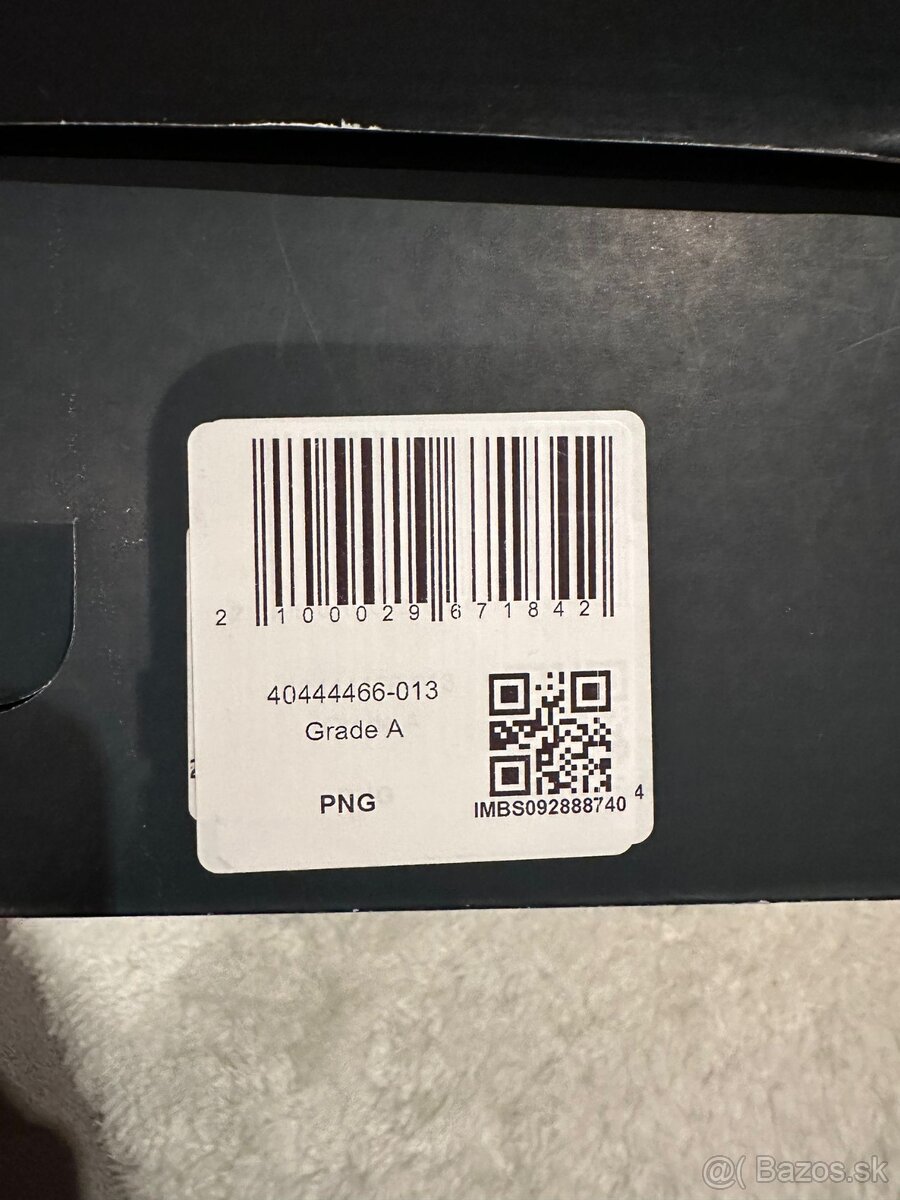 2 100029 671842
40444466-013
Grade A
PNG
IMBS092888740
4
@( Bazos.sk